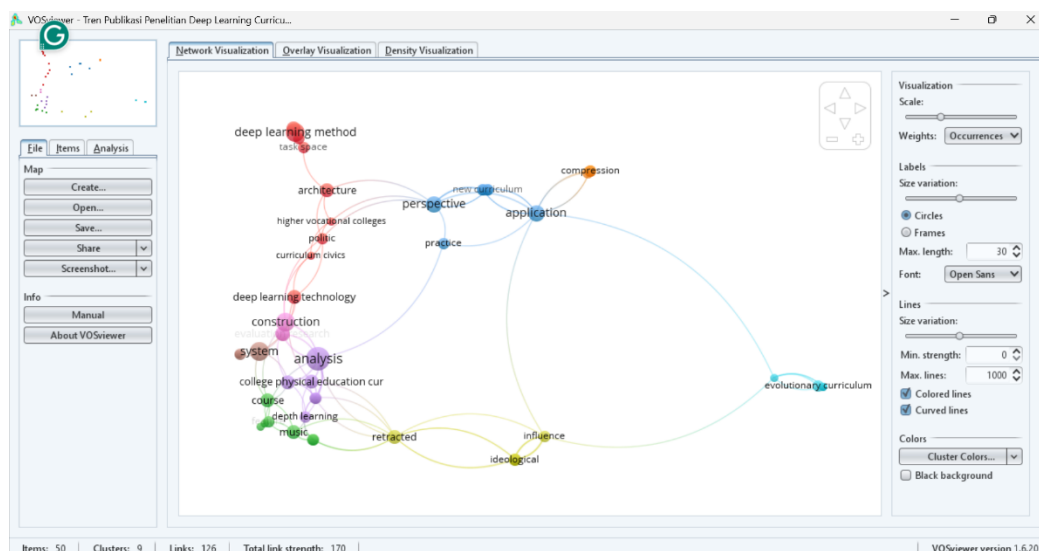 VOSviewer - Tren Publikasi Penelitian Deep Learning Curricu...
G
Network Visualization
Overlay Visualization
Density Visualization
File
Items
Analysis
Map
Create...
Open...
Save...
Share
Screenshot...
Info
Manual
About VOSviewer
deep learning method
task space
architecture
higher vocational colleges
politic
curriculum civics
deep learning technology
construction
system
analysis
college physical education cur
course
depth learning
music
retracted
perspective
new curriculum
application
practice
compression
influence
ideological
evolutionary curriculum
Visualization
Scale:
Weights: Occurrences
Labels
Size variation:
Circles
Frames
Max. length: 30
Font: Open Sans
>
Lines
Size variation:
Min. strength: 0
Max. lines: 1000
Colored lines
Curved lines
Colors
Cluster Colors...
Black background
Items: 50
Clusters: 9
Links: 126
Total link strength: 170
VOSviewer version 1.6.20